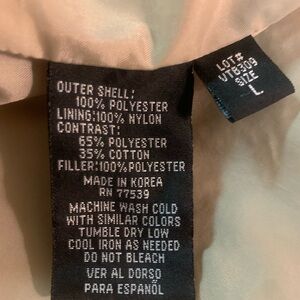 OUTER SHELL:
100% POLYESTER
LINING:100% NYLON
CONTRAST:
65% POLYESTER
35% COTTON
FILLER:100%POLYESTER
MADE IN KOREA
RN 77539
MACHINE WASH COLD
WITH SIMILAR COLORS
TUMBLE DRY LOW
COOL IRON AS NEEDED
DO NOT BLEACH
VER AL DORSO
PARA ESPAÑOL
LOT#
VT8309
SIZE
L